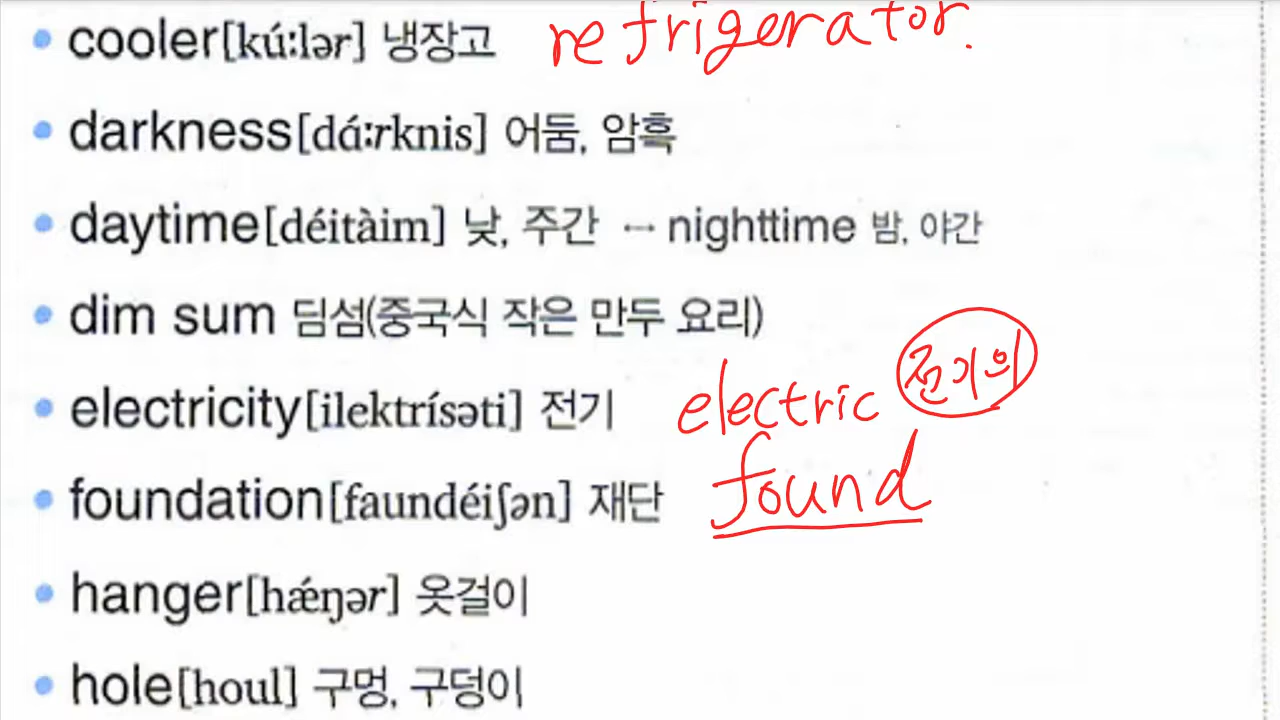 • cooler[kúːlər] 냉장고 refrigerator.
• darkness[dɑ́ːrknis] 어둠, 암흑
• daytime[déitàim] 낮, 주간 ↔ nighttime 밤, 야간
• dim sum 딤섬(중국식 작은 만두 요리)
• electricity[ilektrísəti] 전기 electric 전기의
• foundation[faundéiʃən] 재단 found
• hanger[hǽŋər] 옷걸이
• hole[houl] 구멍, 구덩이